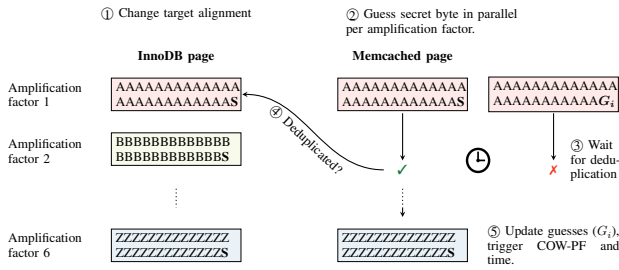 ① Change target alignment
② Guess secret byte in parallel
per amplification factor.
InnoDB page
Memcached page
Amplification
factor 1
AAAAAAAAAAAAA
AAAAAAAAAAAAS
AAAAAAAAAAAAA
AAAAAAAAAAAAS
AAAAAAAAAAAAA
AAAAAAAAAAAGi
④ Deduplicated?
Amplification
factor 2
BBBBBBBBBBBBB
BBBBBBBBBBBBS
✓
✗
③ Wait
for dedu-
plication
Amplification
factor 6
ZZZZZZZZZZZZZ
ZZZZZZZZZZZZS
ZZZZZZZZZZZZZ
ZZZZZZZZZZZZS
⑤ Update guesses (Gi),
trigger COW-PF and
time.